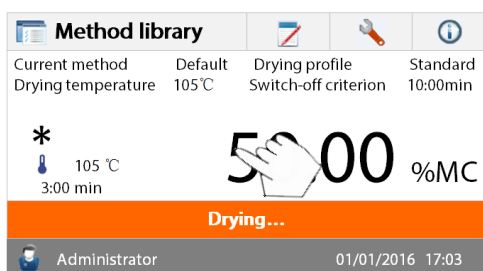 Method library
Current method Default Drying profile Standard
Drying temperature 105℃ Switch-off criterion 10:00min
*
105 ℃ %MC
3:00 min
Drying...
Administrator 01/01/2016 17:03